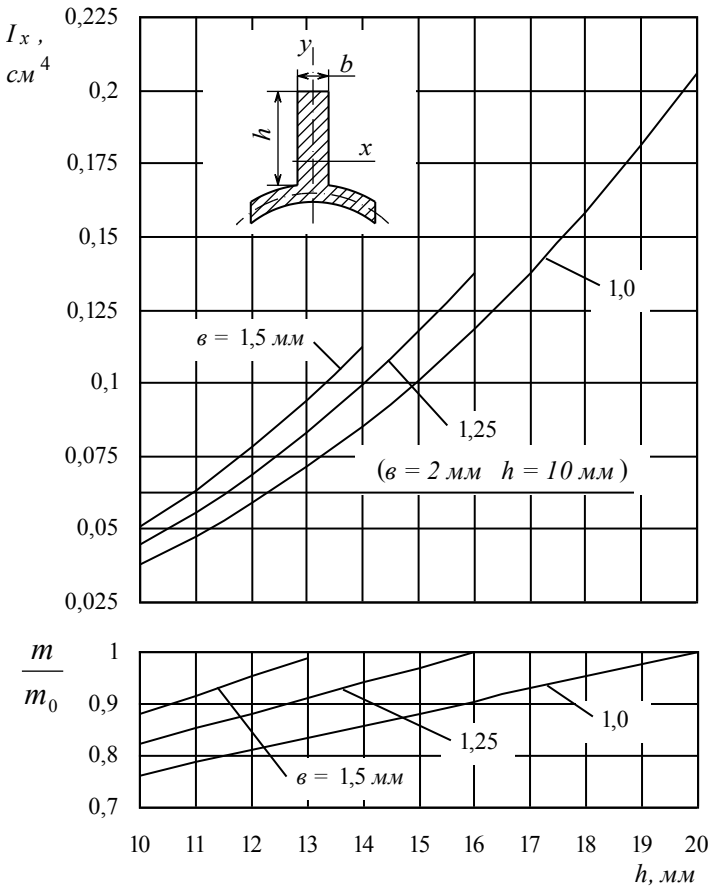 I x ,
см 4
0,225
0,2
0,175
0,15
0,125
0,1
0,075
0,05
0,025
y
b
h
x
1,0
в = 1,5 мм
1,25
(в = 2 мм h = 10 мм )
m
m0
1
0,9
0,8
0,7
1,0
1,25
в = 1,5 мм
10 11 12 13 14 15 16 17 18 19 20
h, мм